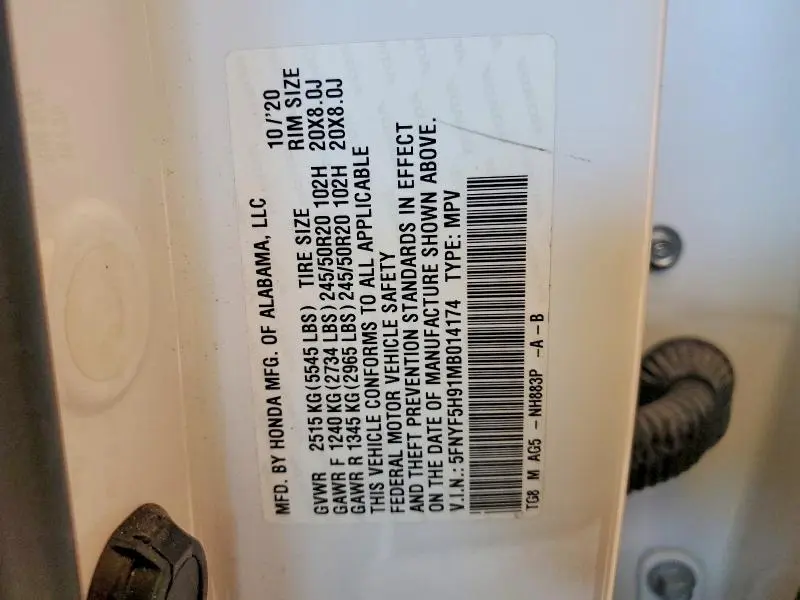 MFD. BY HONDA MFG. OF ALABAMA, LLC 10/'20
GVWR 2515 KG (5545 LBS) TIRE SIZE RIM SIZE
GAWR F 1240 KG (2734 LBS) 245/50R20 102H 20X8.0J
GAWR R 1345 KG (2965 LBS) 245/50R20 102H 20X8.0J
THIS VEHICLE CONFORMS TO ALL APPLICABLE
FEDERAL MOTOR VEHICLE SAFETY
AND THEFT PREVENTION STANDARDS IN EFFECT
ON THE DATE OF MANUFACTURE SHOWN ABOVE.
V.I.N.: 5FNYF5H91MB014174 TYPE: MPV
TG8 M AG5 - NH883P -A-B